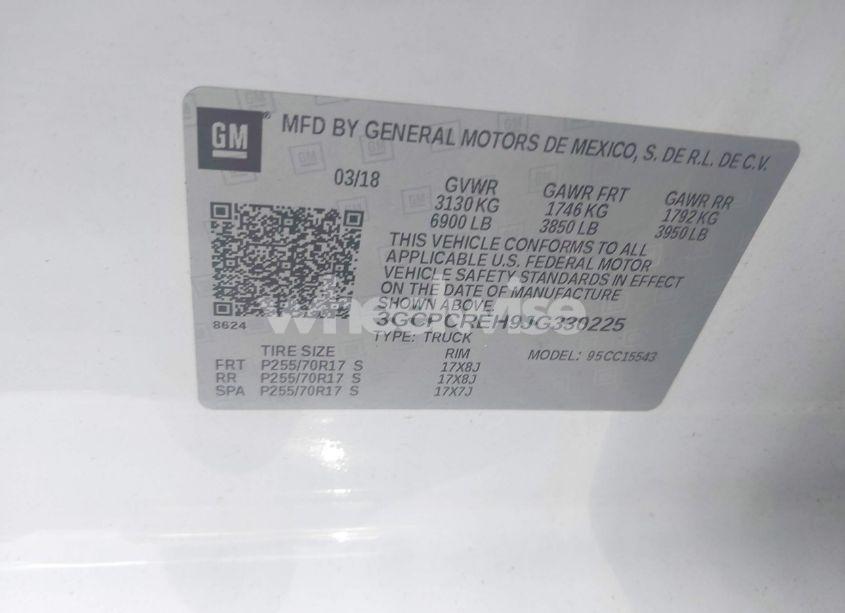 GM® MFD BY GENERAL MOTORS DE MEXICO, S. DE R.L. DE C.V.
03/18 GVWR GAWR FRT GAWR RR
3130 KG 1746 KG 1792 KG
6900 LB 3850 LB 3950 LB
THIS VEHICLE CONFORMS TO ALL
APPLICABLE U.S. FEDERAL MOTOR
VEHICLE SAFETY STANDARDS IN EFFECT
ON THE DATE OF MANUFACTURE
SHOWN ABOVE
wheelwise
3GCPCREH9JG330225
8624
TYPE: TRUCK MODEL: 95CC15543
TIRE SIZE RIM
FRT P255/70R17 S 17X8J
RR P255/70R17 S 17X8J
SPA P255/70R17 S 17X7J